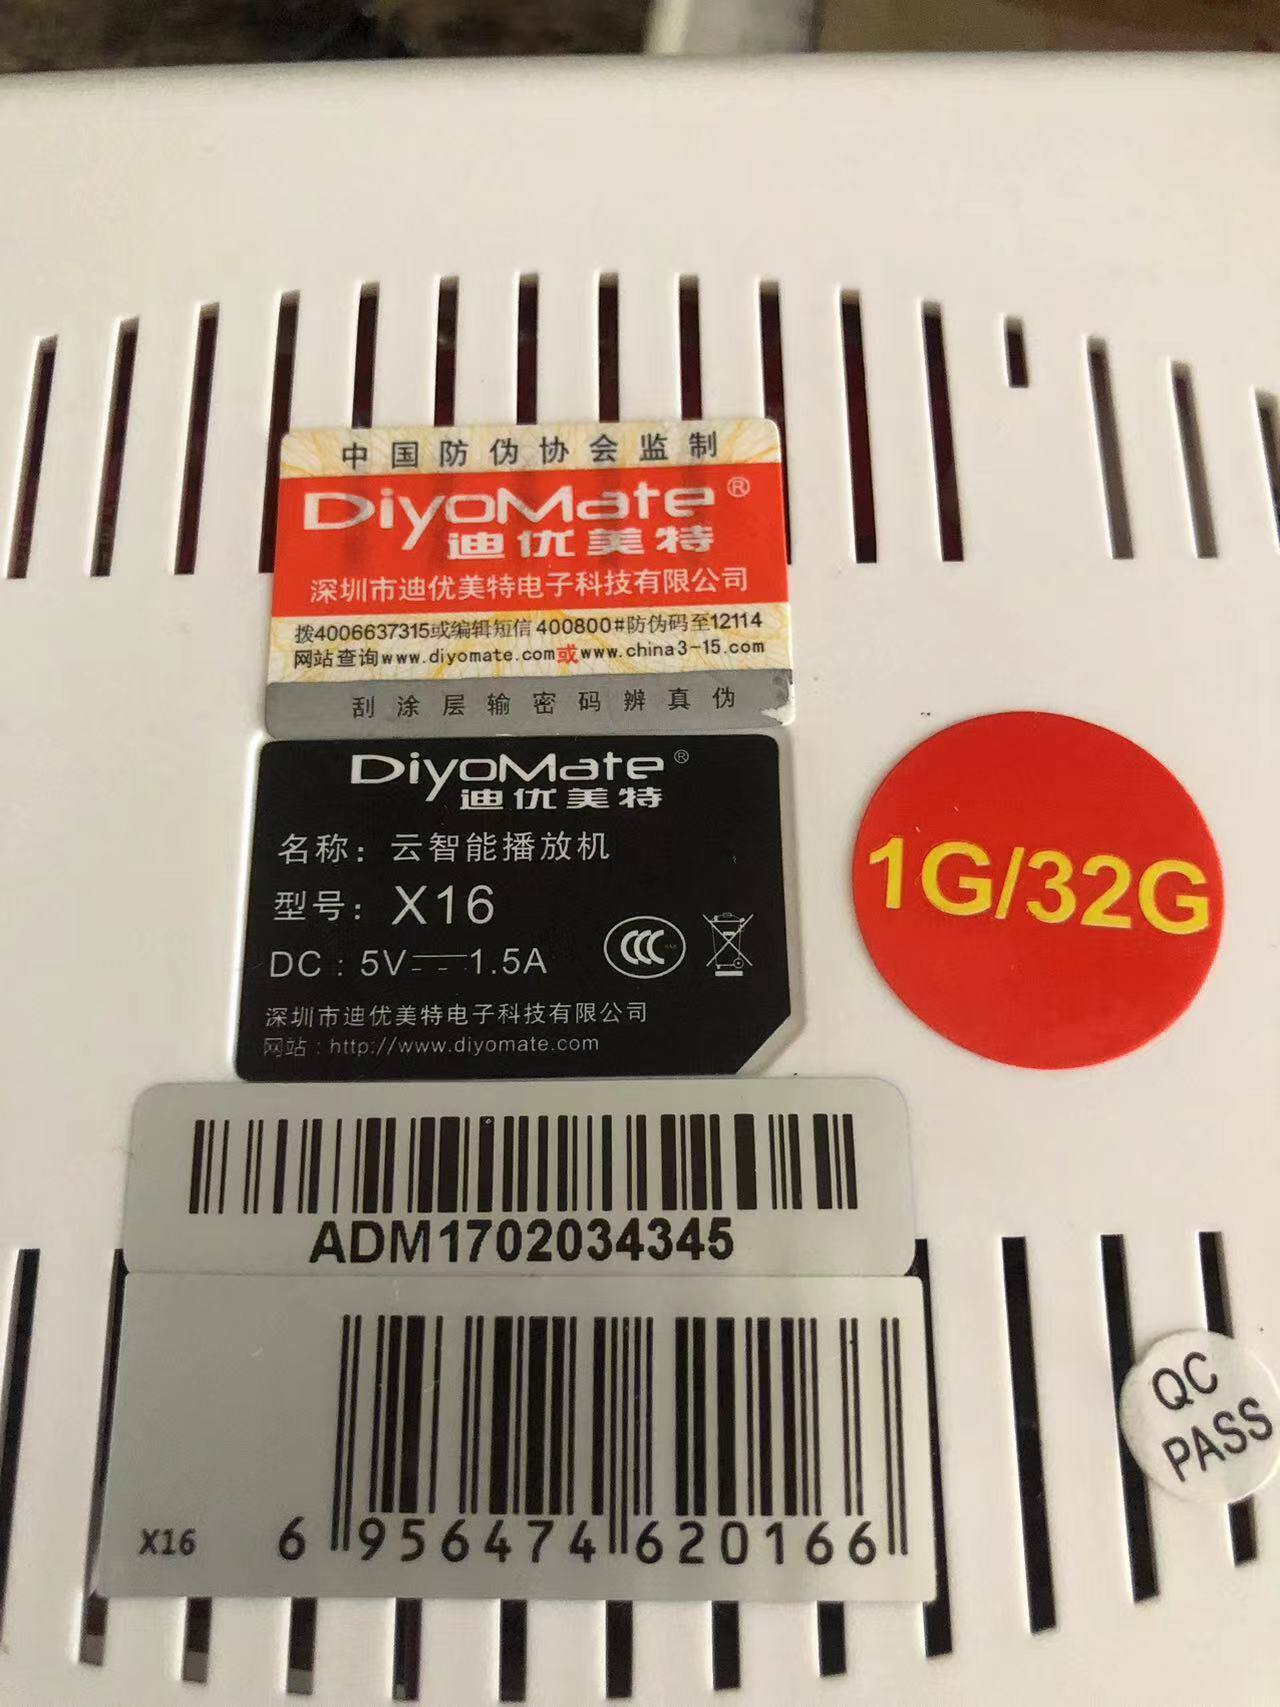 中国防伪协会监制
DiyoMate®
迪优美特
深圳市迪优美特电子科技有限公司
拨4006637315或编辑短信400800#防伪码至12114
网站查询www.diyomate.com或www.china3-15.com
刮涂层输密码辨真伪
DiyoMate®
迪优美特
名称：云智能播放机
型号：X16
DC：5V⎓1.5A
CCC
深圳市迪优美特电子科技有限公司
网站：http://www.diyomate.com
1G/32G
ADM1702034345
X16 6 956474 620166
QC
PASS